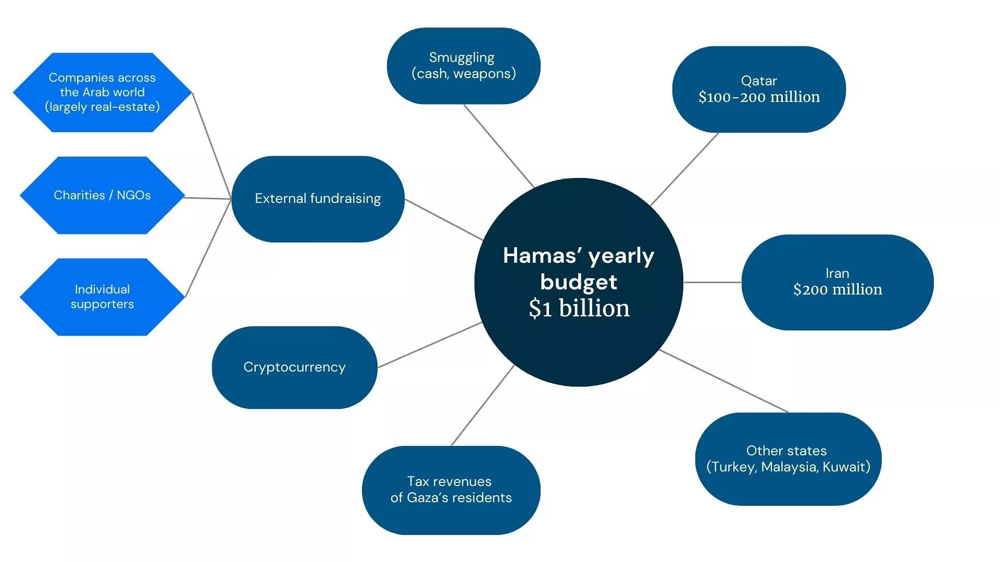 Smuggling
(cash, weapons)
Qatar
$100-200 million
Companies across
the Arab world
(largely real-estate)
Charities / NGOs
External fundraising
Individual
supporters
Hamas’ yearly
budget
$1 billion
Iran
$200 million
Cryptocurrency
Other states
(Turkey, Malaysia, Kuwait)
Tax revenues
of Gaza’s residents